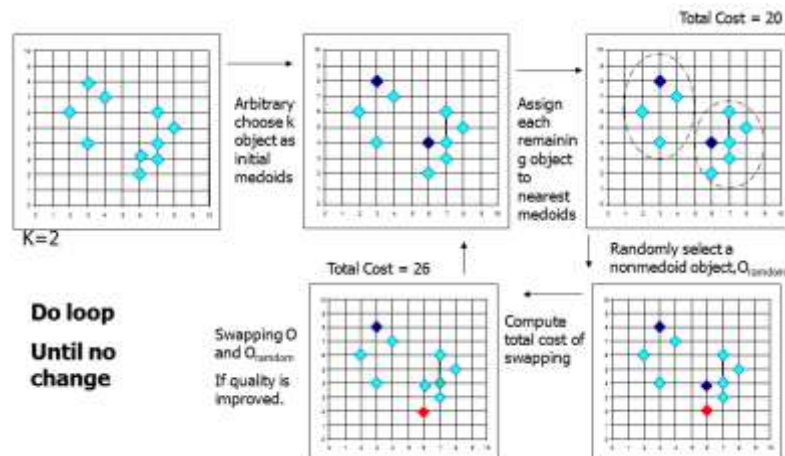 Total Cost = 20
Arbitrary
choose k
object as
initial
medoids
Assign
each
remainin
g object
to
nearest
medoids
K=2
Randomly select a
nonmedoid object,Oramdom
Total Cost = 26
Do loop
Until no
change
Swapping O
and Oramdom
If quality is
improved.
Compute
total cost of
swapping